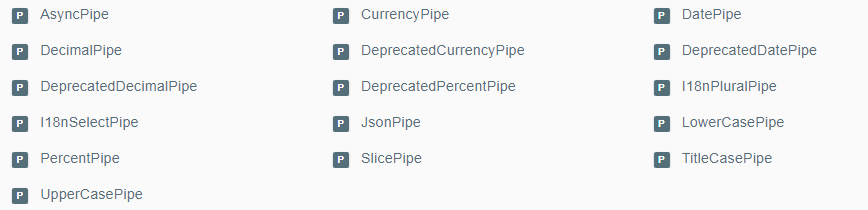 P AsyncPipe P CurrencyPipe P DatePipe
P DecimalPipe P DeprecatedCurrencyPipe P DeprecatedDatePipe
P DeprecatedDecimalPipe P DeprecatedPercentPipe P I18nPluralPipe
P I18nSelectPipe P JsonPipe P LowerCasePipe
P PercentPipe P SlicePipe P TitleCasePipe
P UpperCasePipe